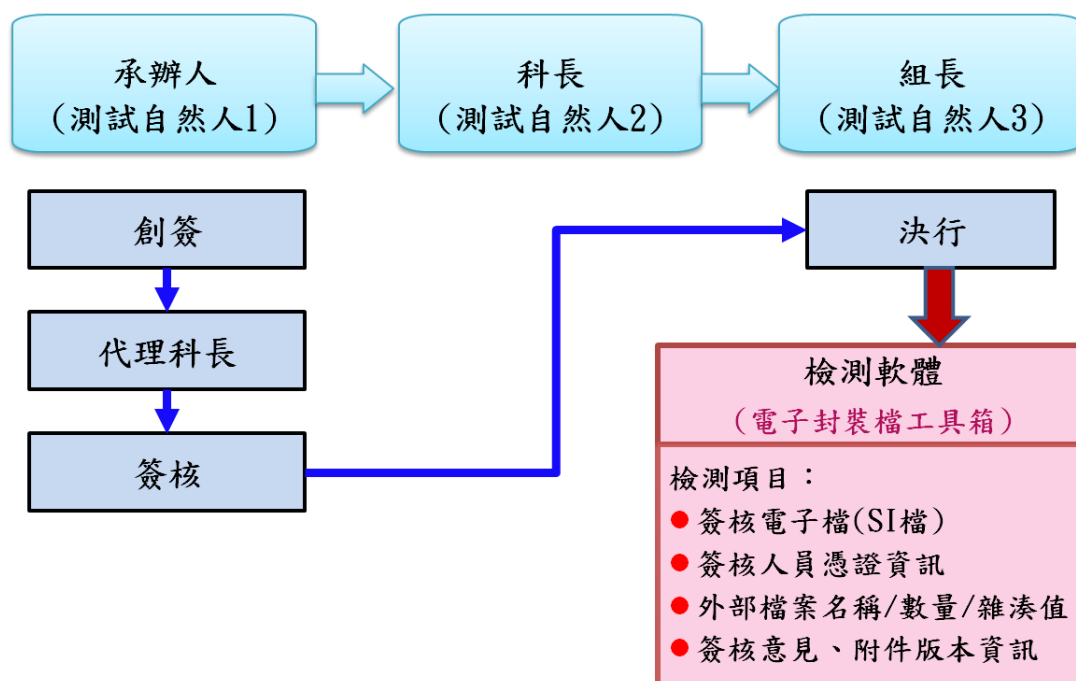 承辦人
(測試自然人1)
科長
(測試自然人2)
組長
(測試自然人3)
創簽
代理科長
簽核
決行
檢測軟體
(電子封裝檔工具箱)
檢測項目：
●簽核電子檔(SI檔)
●簽核人員憑證資訊
●外部檔案名稱/數量/雜湊值
●簽核意見、附件版本資訊